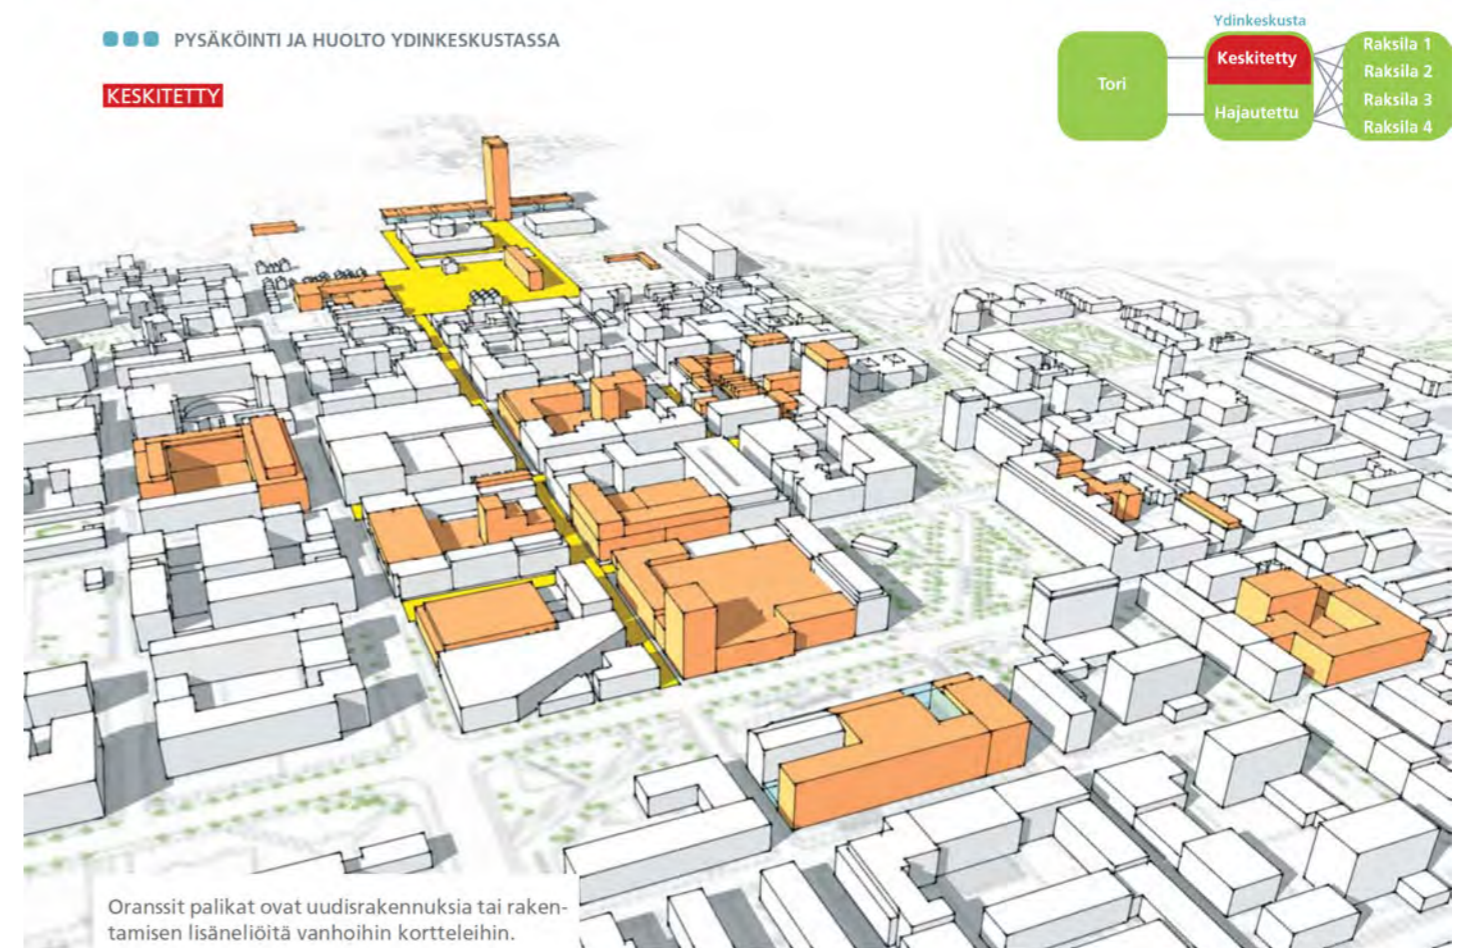 PYSÄKÖINTI JA HUOLTO YDINKESKUSTASSA
KESKITETTY
Ydinkeskusta
Tori
Keskitetty
Hajautettu
Raksila 1
Raksila 2
Raksila 3
Raksila 4
Oranssit palikat ovat uudisrakennuksia tai raken-
tamisen lisäneliöitä vanhoihin kortteleihin.